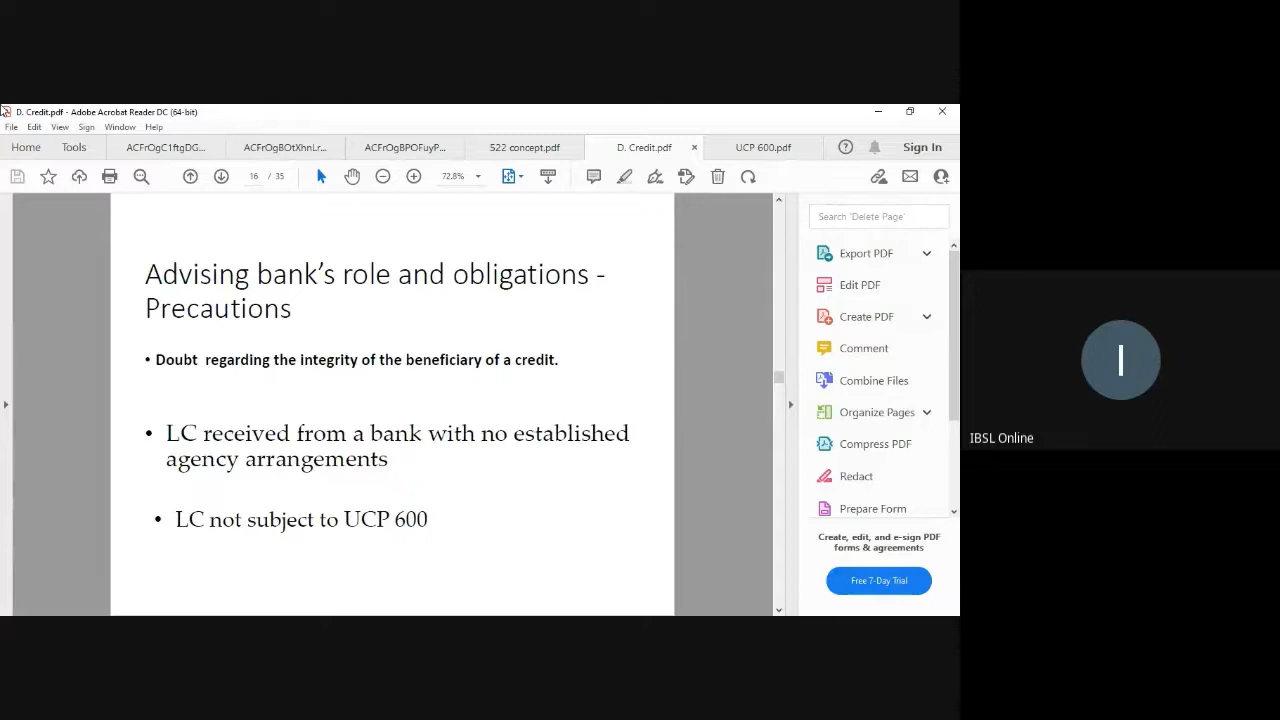 D. Credit.pdf - Adobe Acrobat Reader DC (64-bit)
File Edit View Sign Window Help
Home Tools ACFrOgC1ftgDG... ACFrOgBOtXhnLr... ACFrOgBPOFuyP... 522 concept.pdf D. Credit.pdf UCP 600.pdf Sign In
16 / 35 72.8%
Advising bank’s role and obligations -
Precautions
• Doubt regarding the integrity of the beneficiary of a credit.
• LC received from a bank with no established
agency arrangements
• LC not subject to UCP 600
Search 'Delete Page'
Export PDF
Edit PDF
Create PDF
Comment
Combine Files
Organize Pages
Compress PDF
Redact
Prepare Form
Create, edit, and e-sign PDF
forms & agreements
Free 7-Day Trial
I
IBSL Online